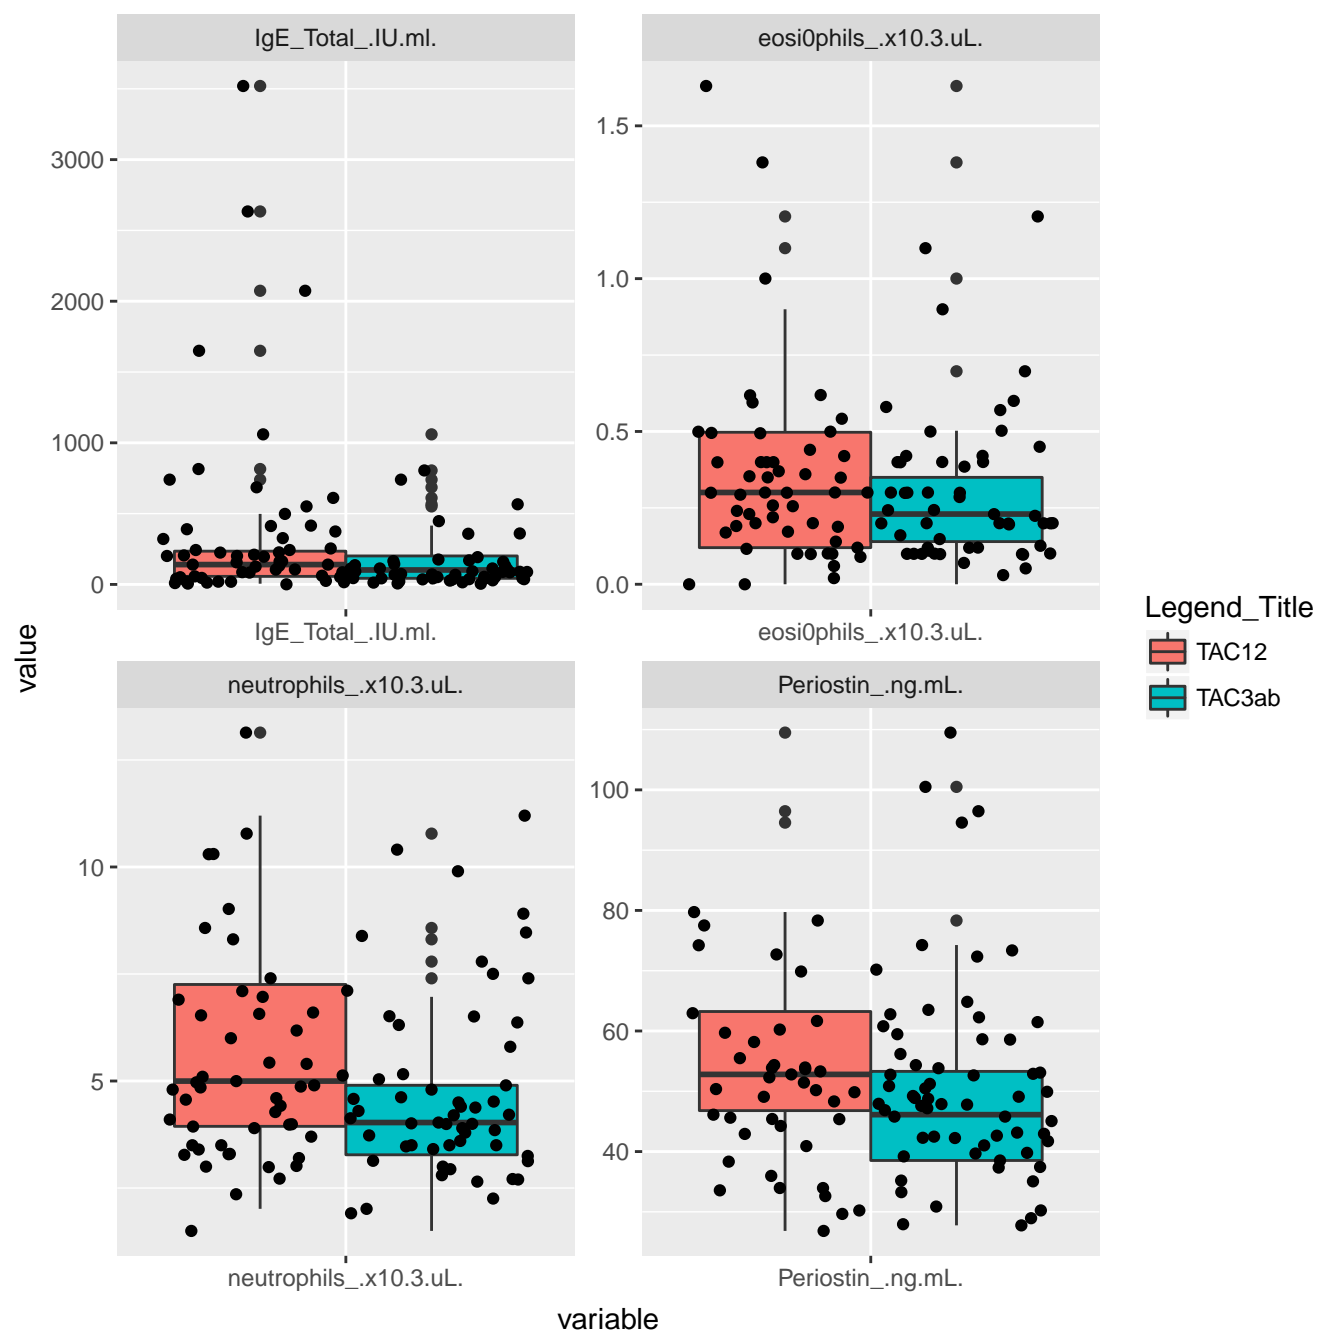 IgE_Total_.IU.ml.
eosi0phils_.x10.3.uL.
3000
2000
1000
0
1.5
1.0
0.5
0.0
IgE_Total_.IU.ml.
eosi0phils_.x10.3.uL.
value
Legend_Title
TAC12
TAC3ab
neutrophils_.x10.3.uL.
Periostin_.ng.mL.
10
5
100
80
60
40
neutrophils_.x10.3.uL.
Periostin_.ng.mL.
variable